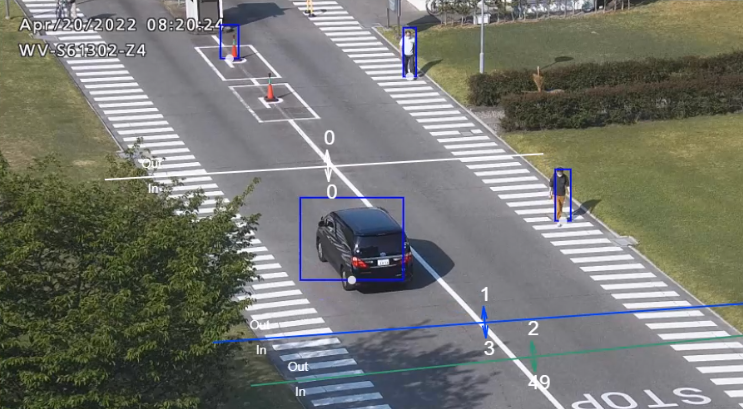 Apr/20/2022 08:20:24
WV-S61302-Z4
0
Out
In
0
1
Out
2
In
3
Out
49
In
STOP